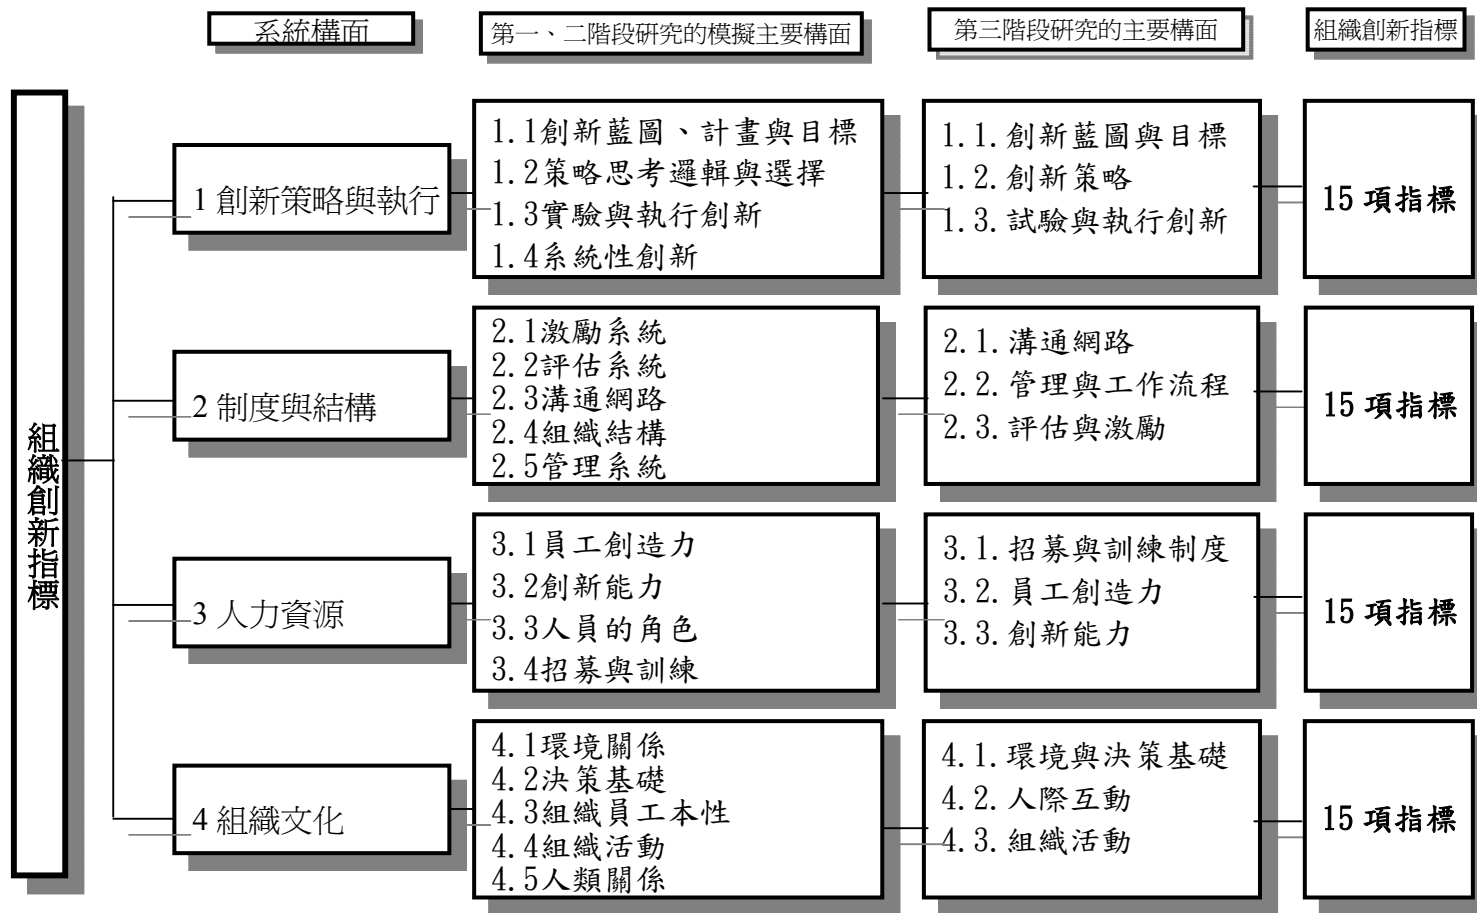 系統構面
第一、二階段研究的模擬主要構面
第三階段研究的主要構面
組織創新指標
組織創新指標
1 創新策略與執行
1.1創新藍圖、計畫與目標
1.2策略思考邏輯與選擇
1.3實驗與執行創新
1.4系統性創新
1.1.創新藍圖與目標
1.2.創新策略
1.3.試驗與執行創新
15 項指標
2 制度與結構
2.1激勵系統
2.2評估系統
2.3溝通網路
2.4組織結構
2.5管理系統
2.1.溝通網路
2.2.管理與工作流程
2.3.評估與激勵
15 項指標
3 人力資源
3.1員工創造力
3.2創新能力
3.3人員的角色
3.4招募與訓練
3.1.招募與訓練制度
3.2.員工創造力
3.3.創新能力
15 項指標
4 組織文化
4.1環境關係
4.2決策基礎
4.3組織員工本性
4.4組織活動
4.5人類關係
4.1.環境與決策基礎
4.2.人際互動
4.3.組織活動
15 項指標